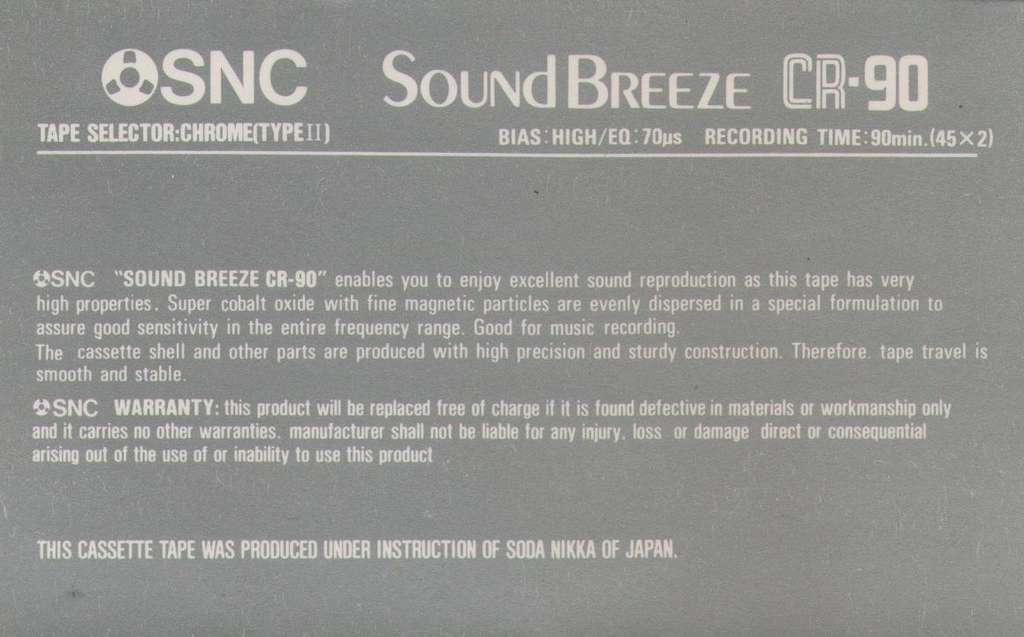 SNC SOUND BREEZE CR-90
TAPE SELECTOR:CHROME(TYPE II) BIAS:HIGH/EQ:70µs RECORDING TIME:90min.(45×2)
SNC "SOUND BREEZE CR-90" enables you to enjoy excellent sound reproduction as this tape has very
high properties. Super cobalt oxide with fine magnetic particles are evenly dispersed in a special formulation to
assure good sensitivity in the entire frequency range. Good for music recording.
The cassette shell and other parts are produced with high precision and sturdy construction. Therefore. tape travel is
smooth and stable.
SNC WARRANTY: this product will be replaced free of charge if it is found defective in materials or workmanship only
and it carries no other warranties. manufacturer shall not be liable for any injury. loss or damage direct or consequential
arising out of the use of or inability to use this product
THIS CASSETTE TAPE WAS PRODUCED UNDER INSTRUCTION OF SODA NIKKA OF JAPAN.